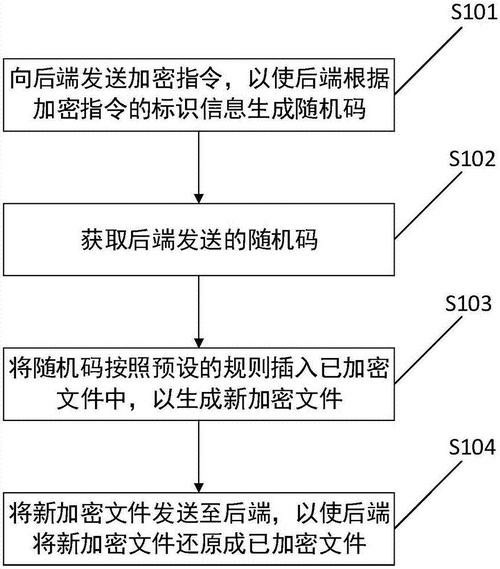 S101
向后端发送加密指令，以使后端根据
加密指令的标识信息生成随机码
S102
获取后端发送的随机码
S103
将随机码按照预设的规则插入已加密
文件中，以生成新加密文件
S104
将新加密文件发送至后端，以使后端
将新加密文件还原成已加密文件